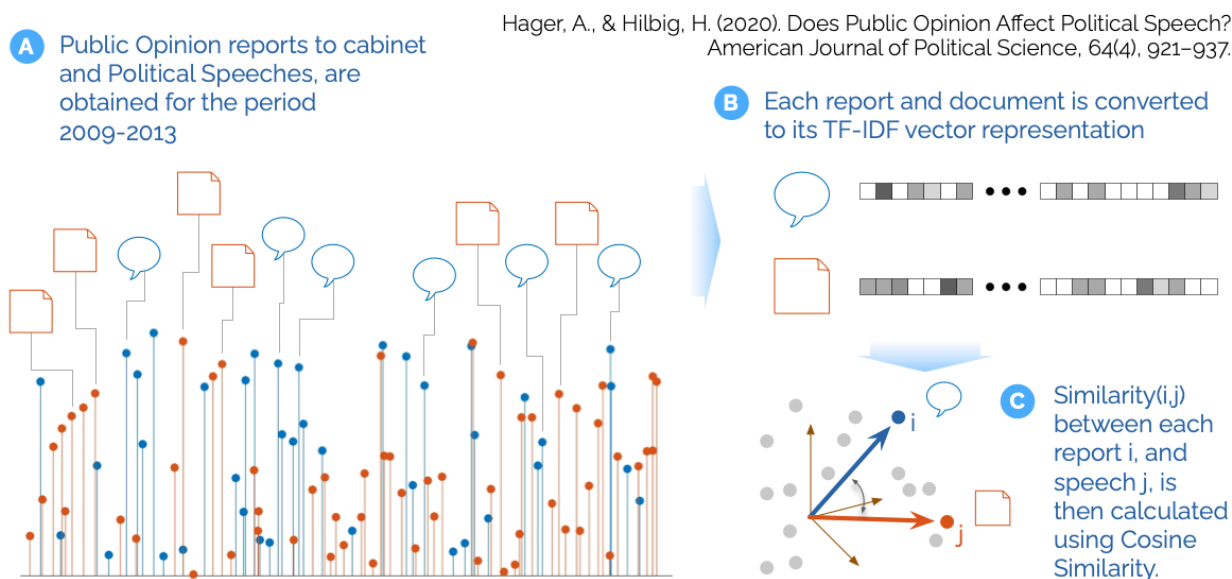 Hager, A., & Hilbig, H. (2020). Does Public Opinion Affect Political Speech?
American Journal of Political Science, 64(4), 921–937.
A
Public Opinion reports to cabinet
and Political Speeches, are
obtained for the period
2009-2013
B
Each report and document is converted
to its TF-IDF vector representation
i
j
C
Similarity(i,j)
between each
report i, and
speech j, is
then calculated
using Cosine
Similarity.